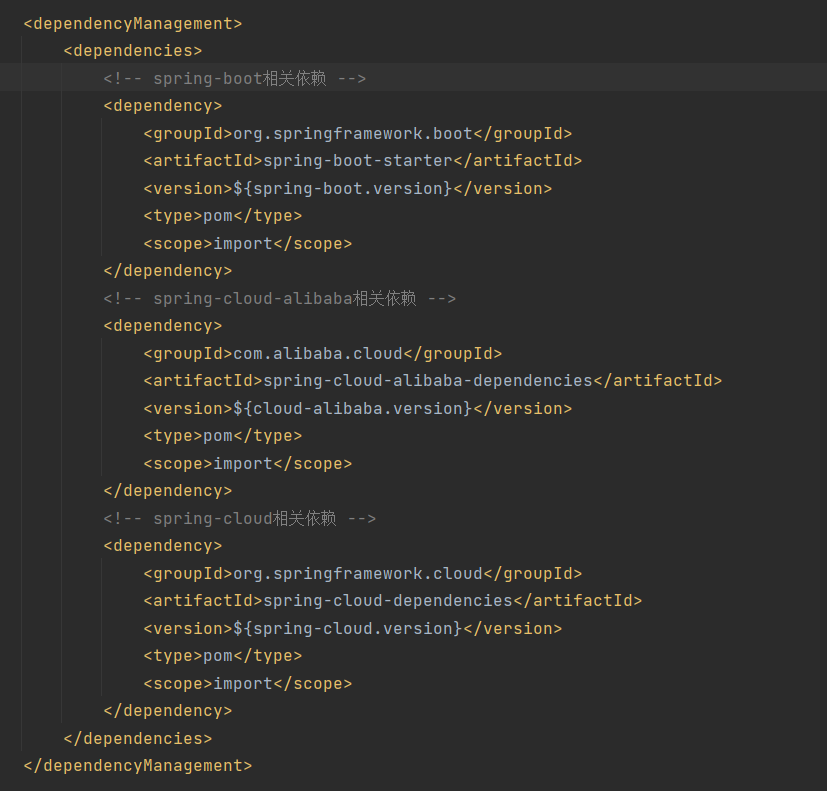 <dependencyManagement>
<dependencies>
<!-- spring-boot相关依赖 -->
<dependency>
<groupId>org.springframework.boot</groupId>
<artifactId>spring-boot-starter</artifactId>
<version>${spring-boot.version}</version>
<type>pom</type>
<scope>import</scope>
</dependency>
<!-- spring-cloud-alibaba相关依赖 -->
<dependency>
<groupId>com.alibaba.cloud</groupId>
<artifactId>spring-cloud-alibaba-dependencies</artifactId>
<version>${cloud-alibaba.version}</version>
<type>pom</type>
<scope>import</scope>
</dependency>
<!-- spring-cloud相关依赖 -->
<dependency>
<groupId>org.springframework.cloud</groupId>
<artifactId>spring-cloud-dependencies</artifactId>
<version>${spring-cloud.version}</version>
<type>pom</type>
<scope>import</scope>
</dependency>
</dependencies>
</dependencyManagement>